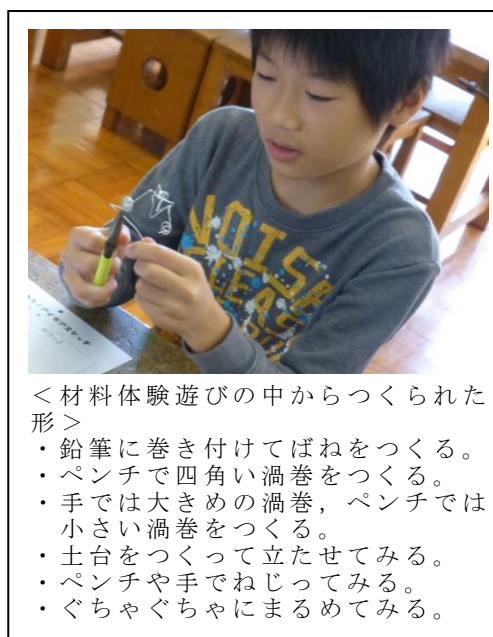 NOISE
＜材料体験遊びの中からつくられた
形＞
・鉛筆に巻き付けてばねをつくる。
・ペンチで四角い渦巻をつくる。
・手では大きめの渦巻，ペンチでは
小さい渦巻をつくる。
・土台をつくって立たせてみる。
・ペンチや手でねじってみる。
・ぐちゃぐちゃにまるめてみる。